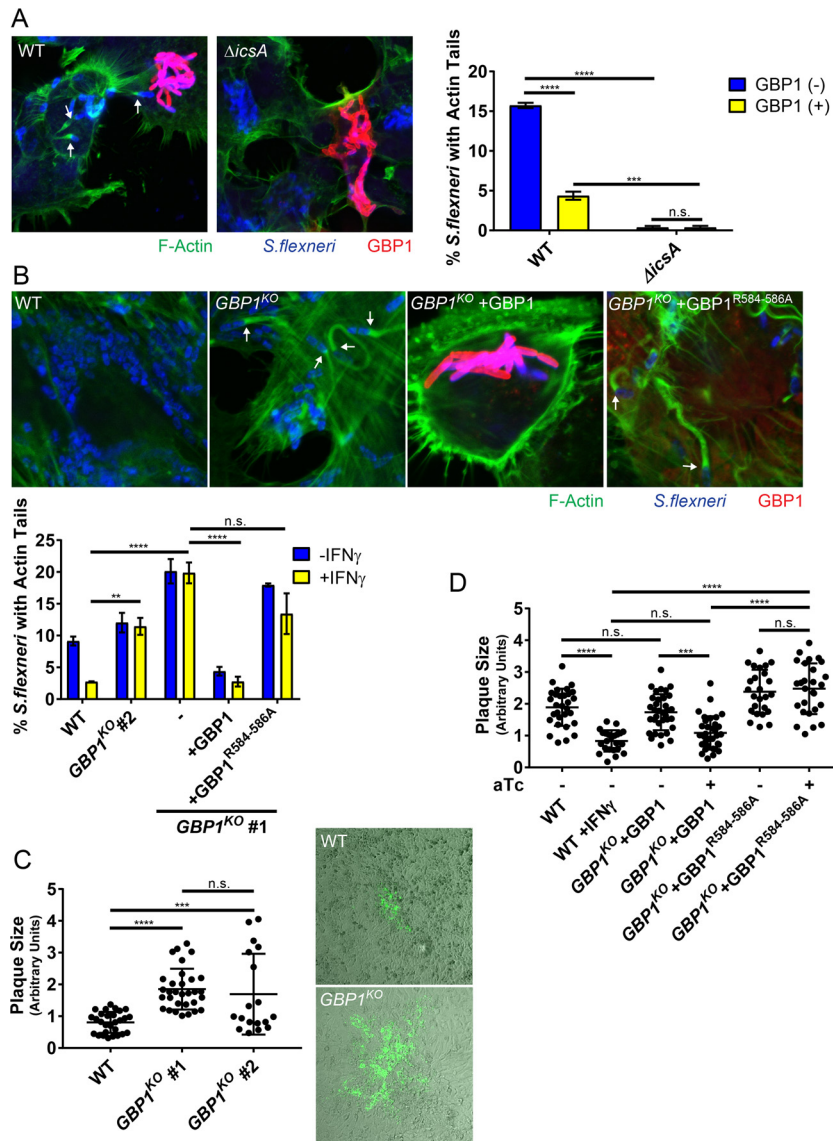 A
WT
ΔicsA
F-Actin
S.flexneri
GBP1
% S.flexneri with Actin Tails
20
15
10
5
0
****
****
***
n.s.
WT
ΔicsA
GBP1 (-)
GBP1 (+)
B
WT
GBP1KO
GBP1KO +GBP1
GBP1KO +GBP1R584-586A
F-Actin
S.flexneri
GBP1
% S.flexneri with Actin Tails
25
20
15
10
5
0
n.s.
****
****
**
-IFNγ
+IFNγ
WT
GBP1KO #2
-
+GBP1
+GBP1R584-586A
GBP1KO #1
D
Plaque Size
(Arbitrary Units)
5
4
3
2
1
0
****
n.s.
****
n.s.
n.s.
****
***
aTc
-
-
-
+
-
+
WT
WT +IFNγ
GBP1KO +GBP1
GBP1KO +GBP1
GBP1KO +GBP1R584-586A
GBP1KO +GBP1R584-586A
C
Plaque Size
(Arbitrary Units)
5
4
3
2
1
0
n.s.
***
****
WT
GBP1KO #1
GBP1KO #2
WT
GBP1KO